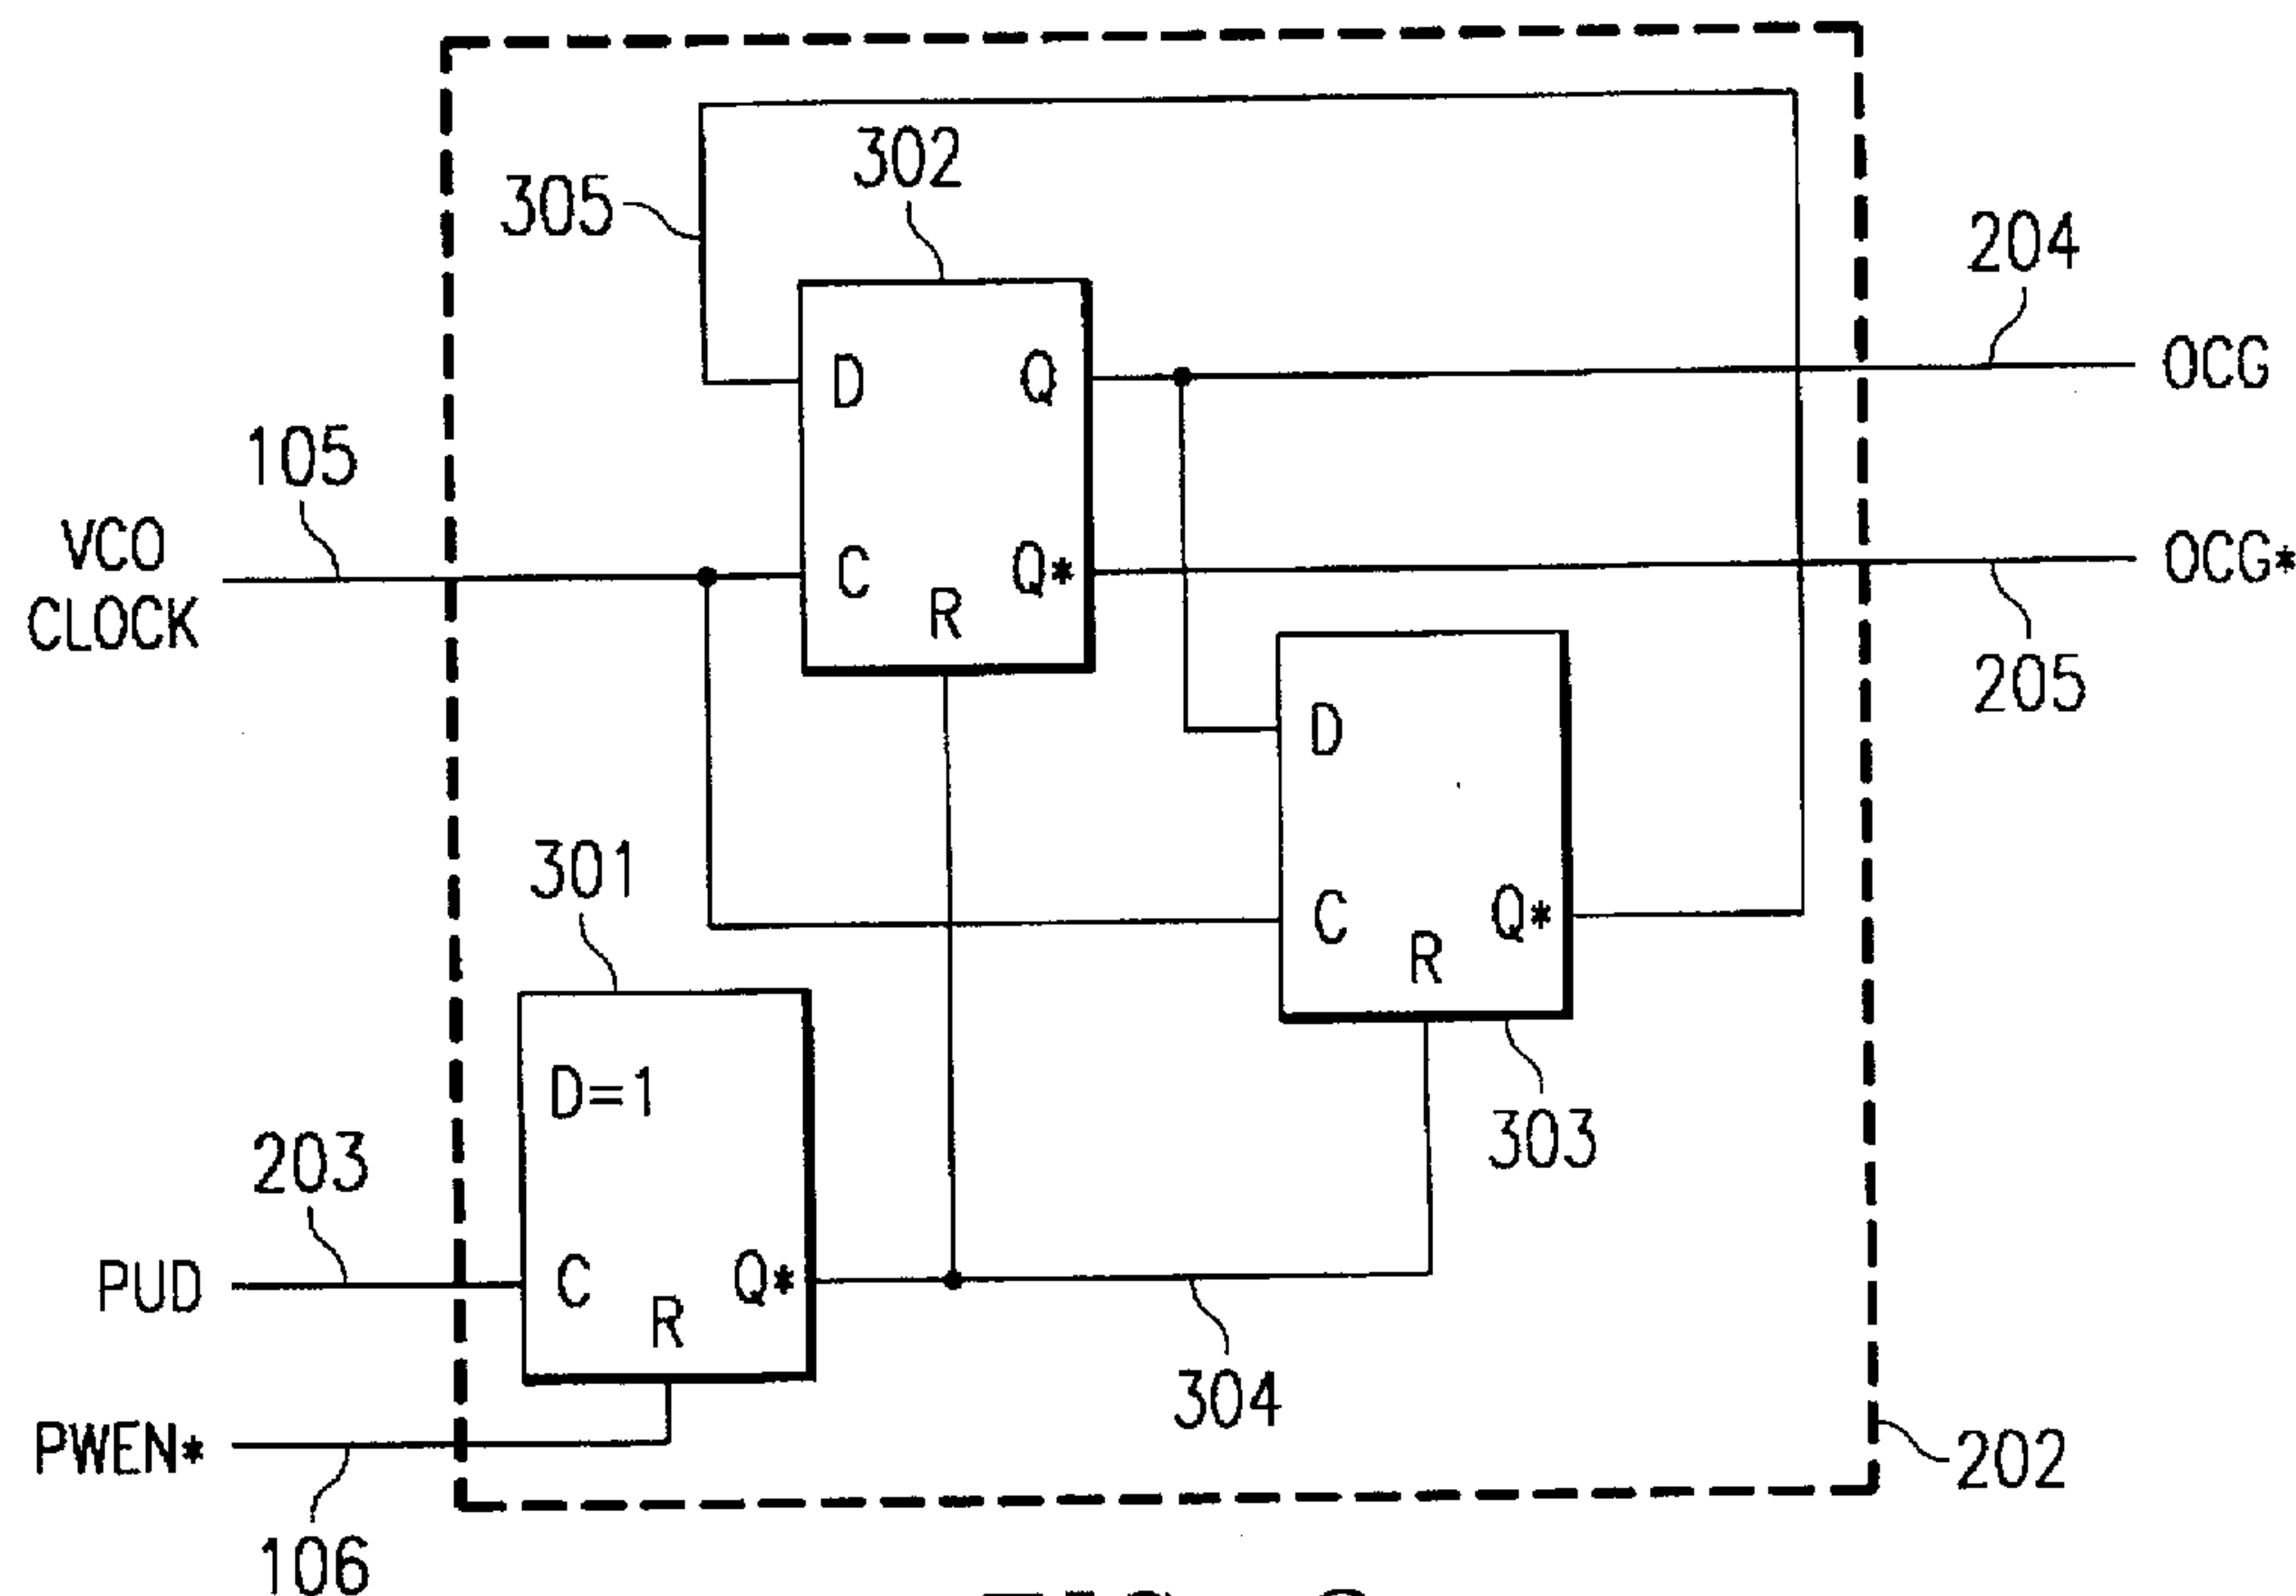 302
305
204
D
Q
OCG
105
VCO
CLOCK
C
Q*
R
OCG*
205
D
301
C
Q*
R
D=1
303
203
PUD
C
Q*
R
304
PWEN*
202
106